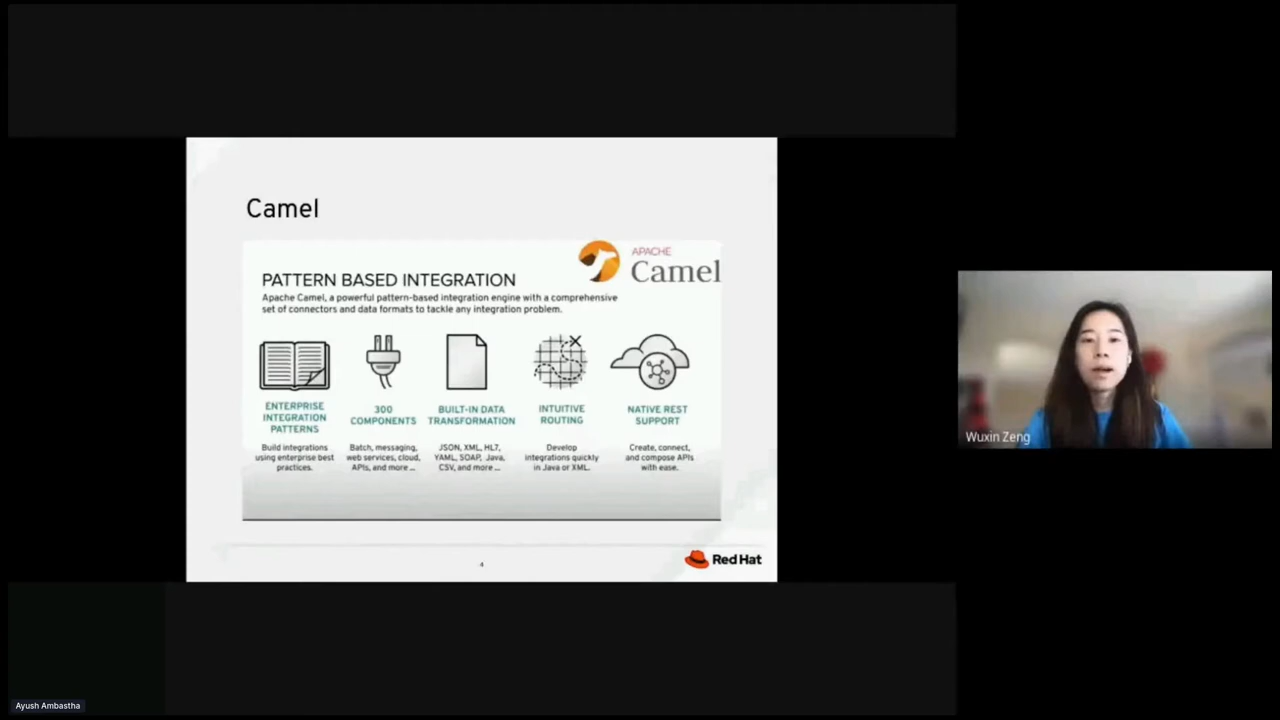 Camel
APACHE
Camel
PATTERN BASED INTEGRATION
Apache Camel, a powerful pattern-based integration engine with a comprehensive
set of connectors and data formats to tackle any integration problem.
ENTERPRISE
INTEGRATION
PATTERNS
Build integrations
using enterprise best
practices.
300
COMPONENTS
Batch, messaging,
web services, cloud,
APIs, and more ...
BUILT-IN DATA
TRANSFORMATION
JSON, XML, HL7,
YAML, SOAP, Java,
CSV, and more ...
INTUITIVE
ROUTING
Develop
integrations quickly
in Java or XML.
NATIVE REST
SUPPORT
Create, connect,
and compose APIs
with ease.
4
Red Hat
Wuxin Zeng
Ayush Ambastha